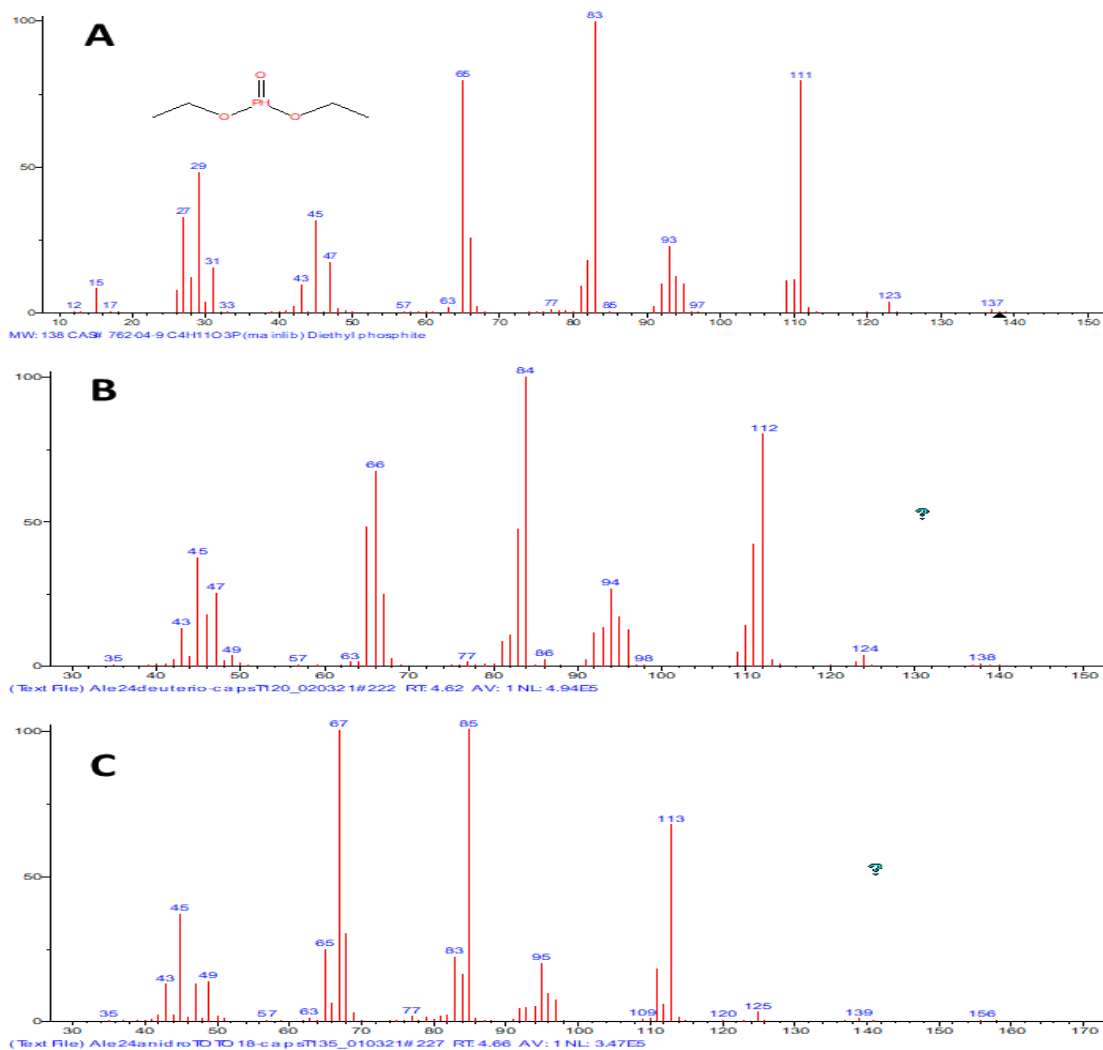 A
100
83
O
PH
O O
65
111
50
29
27
45
31
47
93
43
15
12 17 33 57 63 77 85 97 123 137
0
10 20 30 40 50 60 70 80 90 100 110 120 130 140 150
MW: 138 CAS# 762-04-9 C4H11O3P (mainlib) Diethyl phosphite
B
100
84
112
66
50
45
47
94
43
35 49 57 63 77 86 98 124 138
0
30 40 50 60 70 80 90 100 110 120 130 140 150
?
(Text File) Ale24deuterio-capsT120_020321#222 RT: 4.62 AV: 1 NL: 4.94E5
C
100
67
85
113
50
45
65
83
95
43 49
35 57 63 77 109 120 125 139 156
0
30 40 50 60 70 80 90 100 110 120 130 140 150
?
(Text File) Ale24anidroTOTO18-capsT135_010321#227 RT: 4.66 AV: 1 NL: 3.47E5